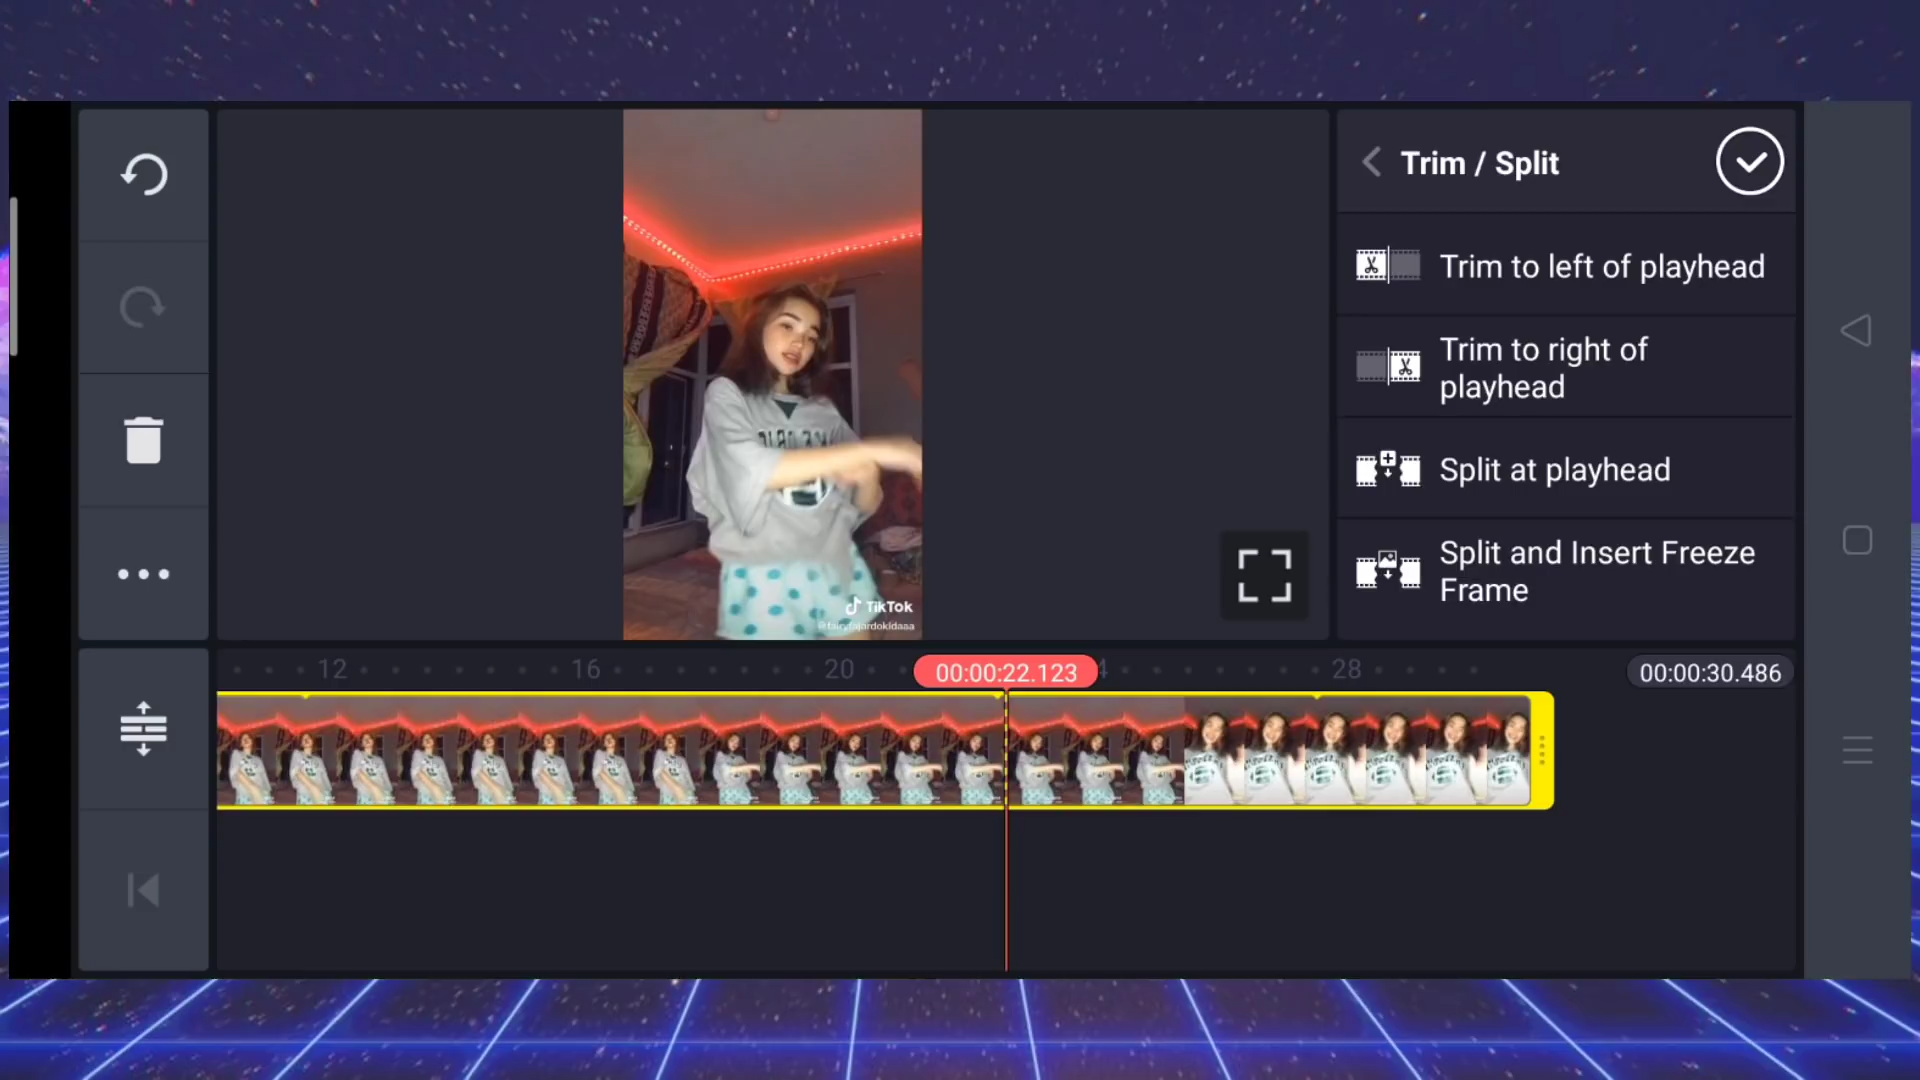 Trim / Split
Trim to left of playhead
Trim to right of
playhead
Split at playhead
Split and Insert Freeze
Frame
TikTok
12
16
20
00:00:22.123
4
28
00:00:30.486